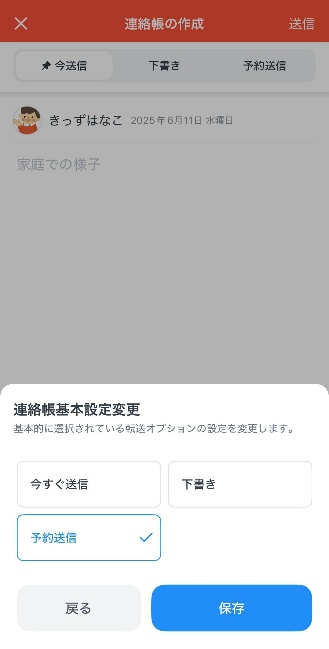 連絡帳の作成
送信
今送信
下書き
予約送信
きっずはなこ 2025年6月11日 水曜日
家庭での様子
連絡帳基本設定変更
基本的に選択されている転送オプションの設定を変更します。
今すぐ送信
下書き
予約送信
戻る
保存